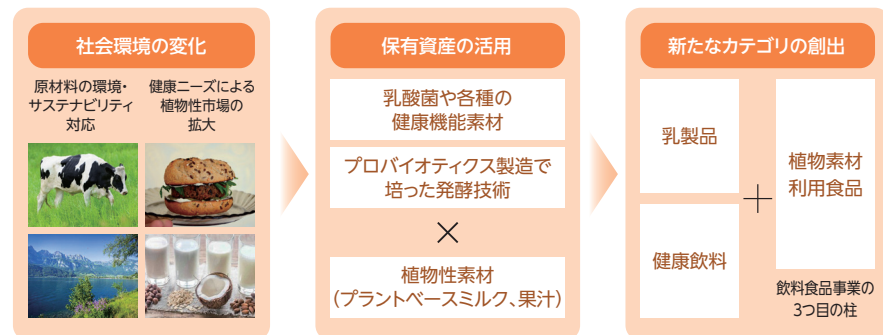 社会環境の変化
原材料の環境・
サステナビリティ
対応
健康ニーズによる
植物性市場の
拡大
保有資産の活用
乳酸菌や各種の
健康機能素材
プロバイオティクス製造で
培った発酵技術
×
植物性素材
(プラントベースミルク、果汁)
新たなカテゴリの創出
乳製品
健康飲料
+
植物素材
利用食品
飲料食品事業の
3つ目の柱